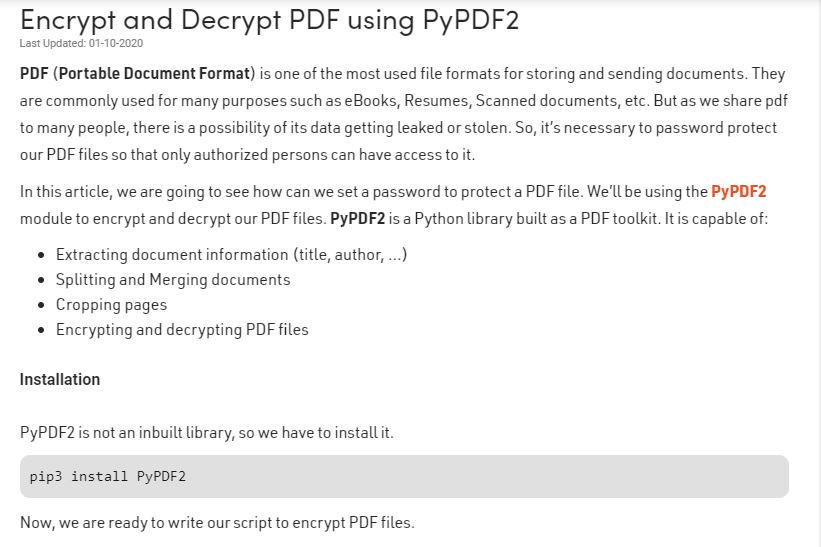 Encrypt and Decrypt PDF using PyPDF2
Last Updated: 01-10-2020
PDF (Portable Document Format) is one of the most used file formats for storing and sending documents. They
are commonly used for many purposes such as eBooks, Resumes, Scanned documents, etc. But as we share pdf
to many people, there is a possibility of its data getting leaked or stolen. So, it's necessary to password protect
our PDF files so that only authorized persons can have access to it.
In this article, we are going to see how can we set a password to protect a PDF file. We'll be using the PyPDF2
module to encrypt and decrypt our PDF files. PyPDF2 is a Python library built as a PDF toolkit. It is capable of:
• Extracting document information (title, author, …)
• Splitting and Merging documents
• Cropping pages
• Encrypting and decrypting PDF files
Installation
PyPDF2 is not an inbuilt library, so we have to install it.
pip3 install PyPDF2
Now, we are ready to write our script to encrypt PDF files.